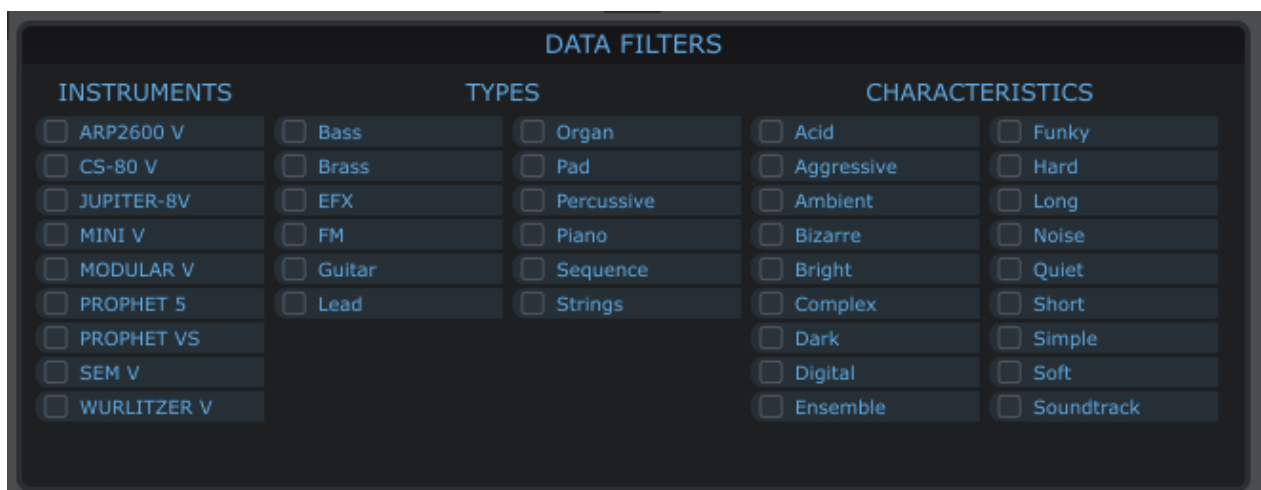 DATA FILTERS
INSTRUMENTS TYPES CHARACTERISTICS
ARP2600 V Bass Organ Acid Funky
CS-80 V Brass Pad Aggressive Hard
JUPITER-8V EFX Percussive Ambient Long
MINI V FM Piano Bizarre Noise
MODULAR V Guitar Sequence Bright Quiet
PROPHET 5 Lead Strings Complex Short
PROPHET VS Dark Simple
SEM V Digital Soft
WURLITZER V Ensemble Soundtrack